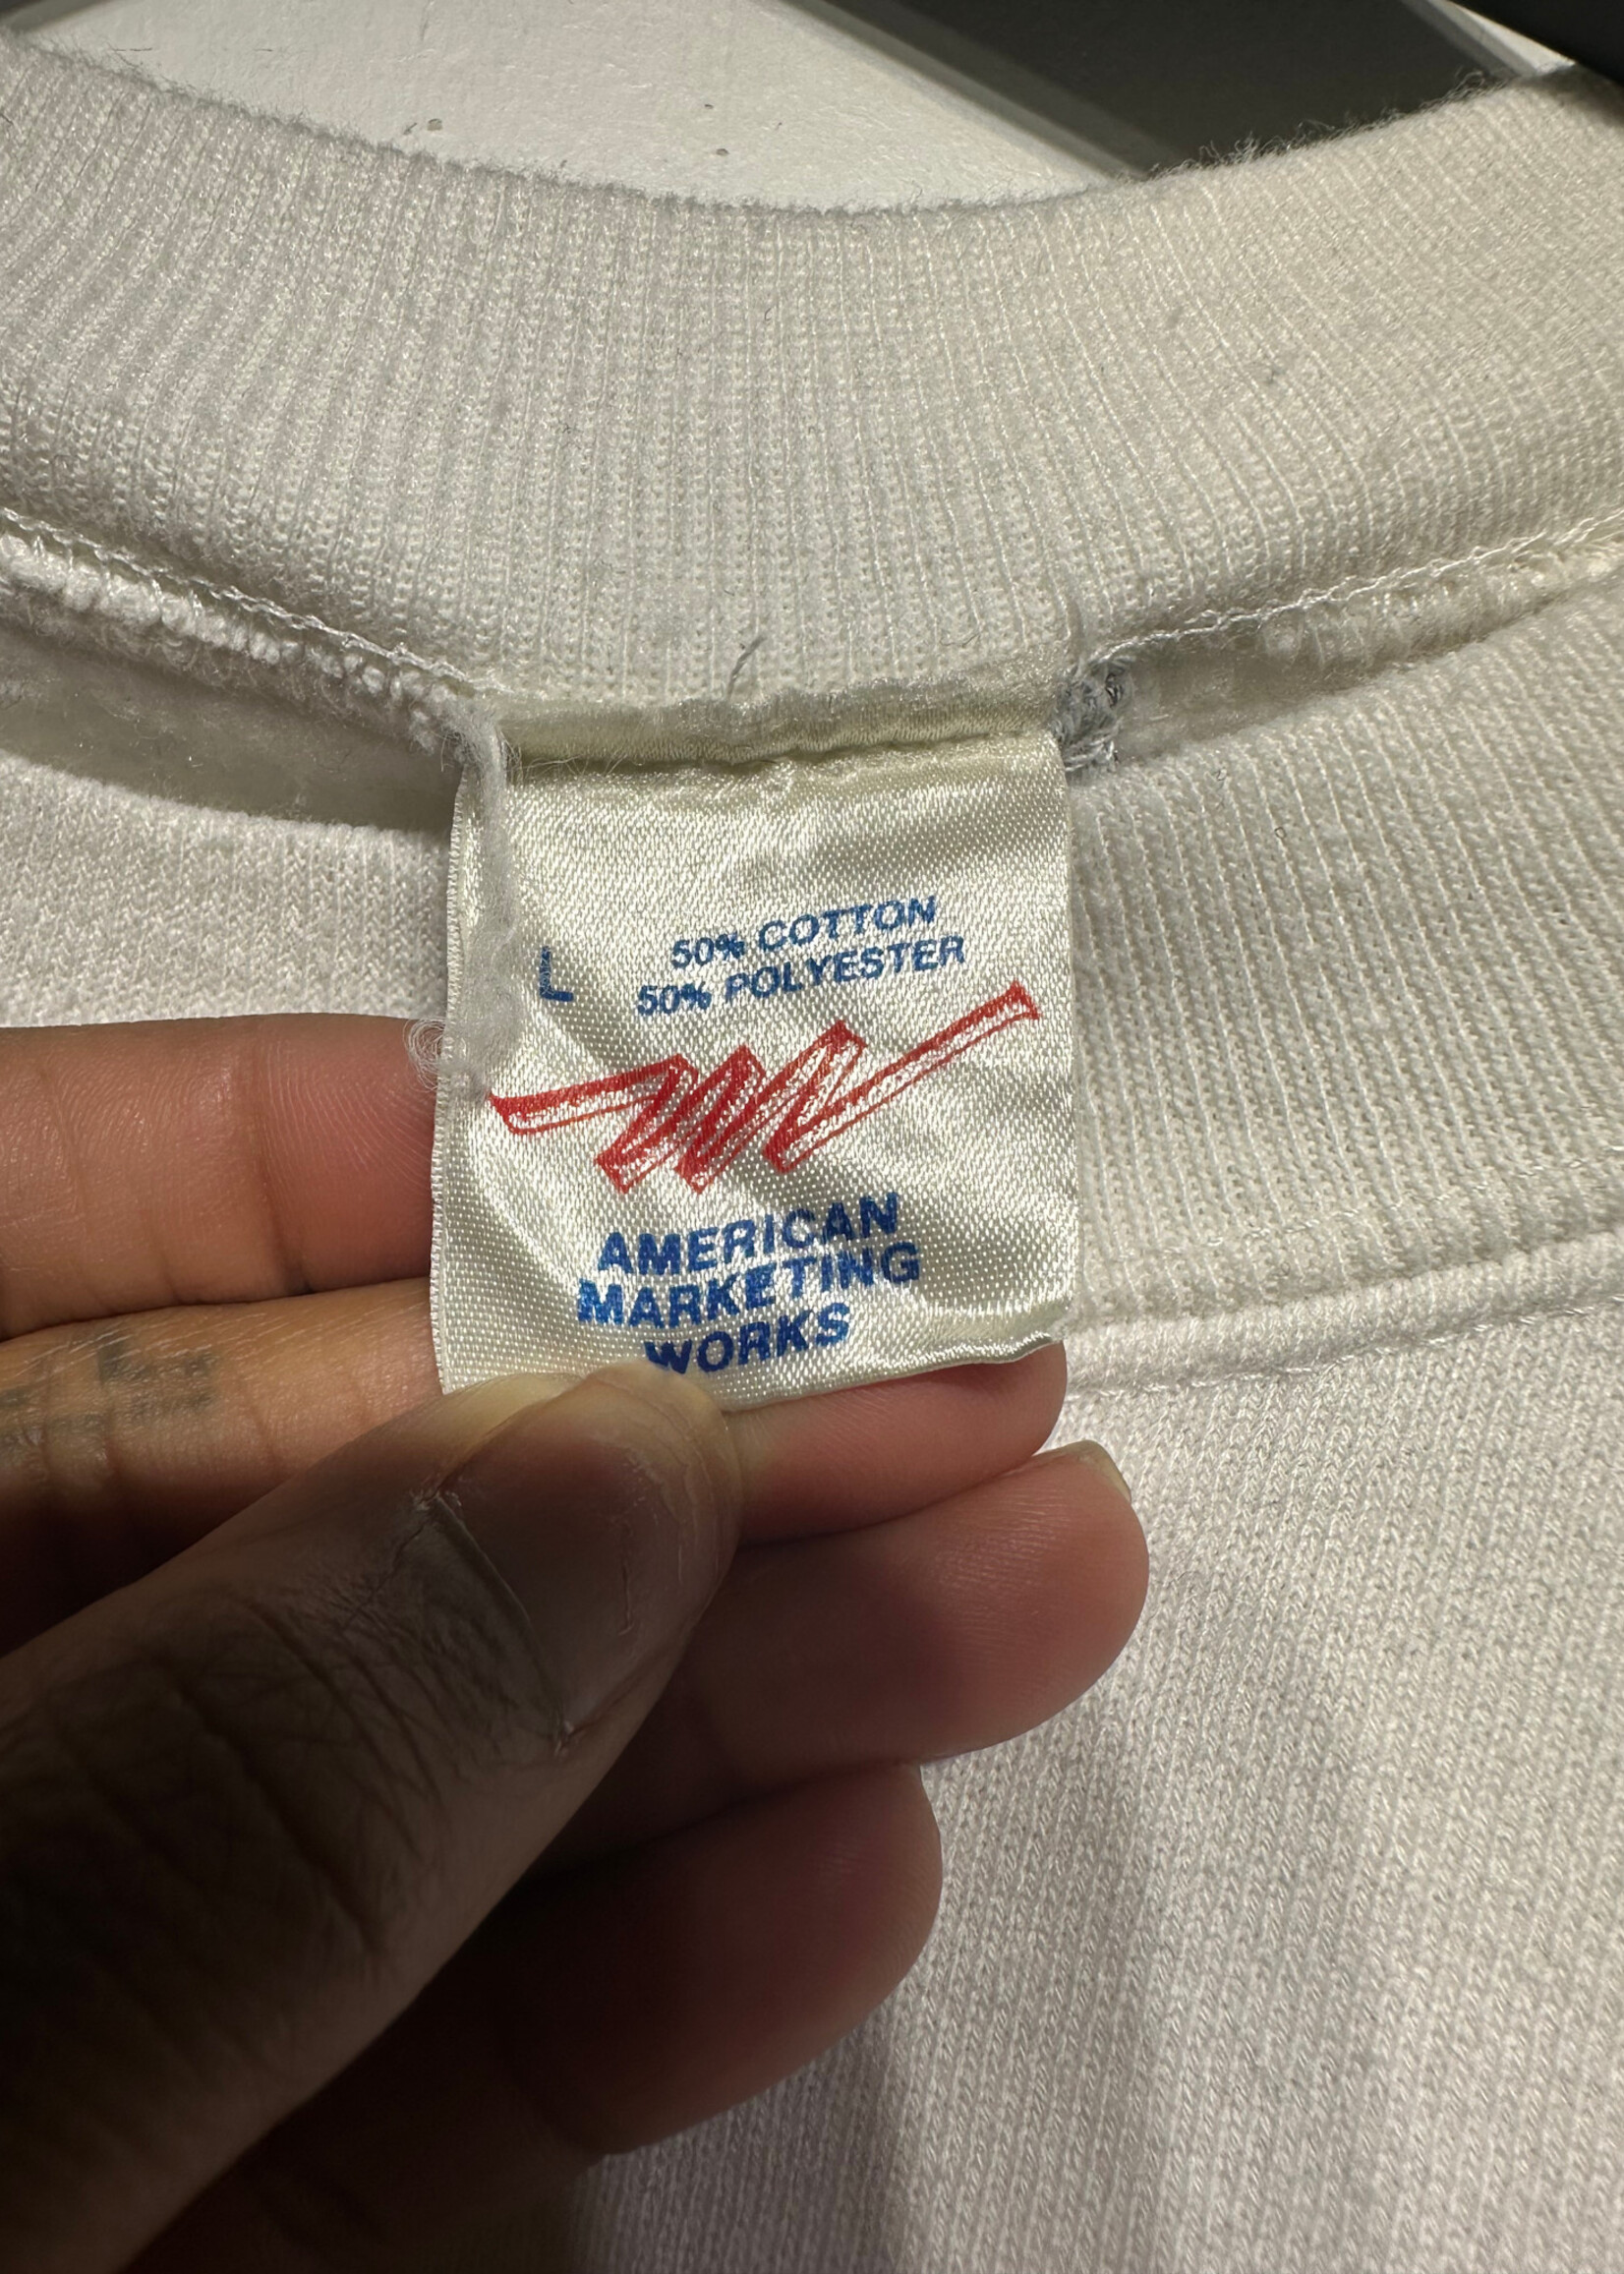 50% COTTON
L 50% POLYESTER
AMERICAN
MARKETING
WORKS